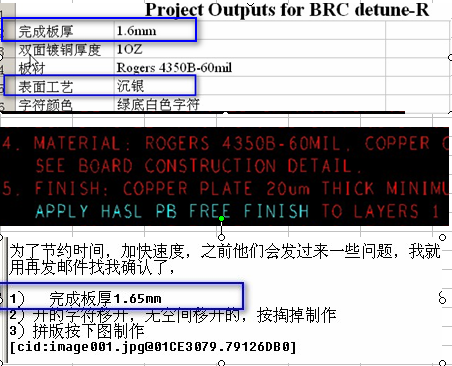 Project Outputs for BRC detune-R
完成板厚 1.6mm
3 双面镀铜厚度 1OZ
板材 Rogers 4350B-60mil
5 表面工艺 沉银
6 字符颜色 绿底白色字符
4. MATERIAL: ROGERS 4350B-60MIL, COPPER C
SEE BOARD CONSTRUCTION DETAIL.
5. FINISH: COPPER PLATE 20um THICK MINIMU
APPLY HASL PB FREE FINISH TO LAYERS 1
为了节约时间，加快速度，之前他们会发过来一些问题，我就
用再发邮件找我确认了，
1） 完成板厚1.65mm
2）移开的字符移开，无空间移开的，按掏掉制作
3）拼版按下图制作
[cid:image001.jpg@01CE3079.79126DB0]